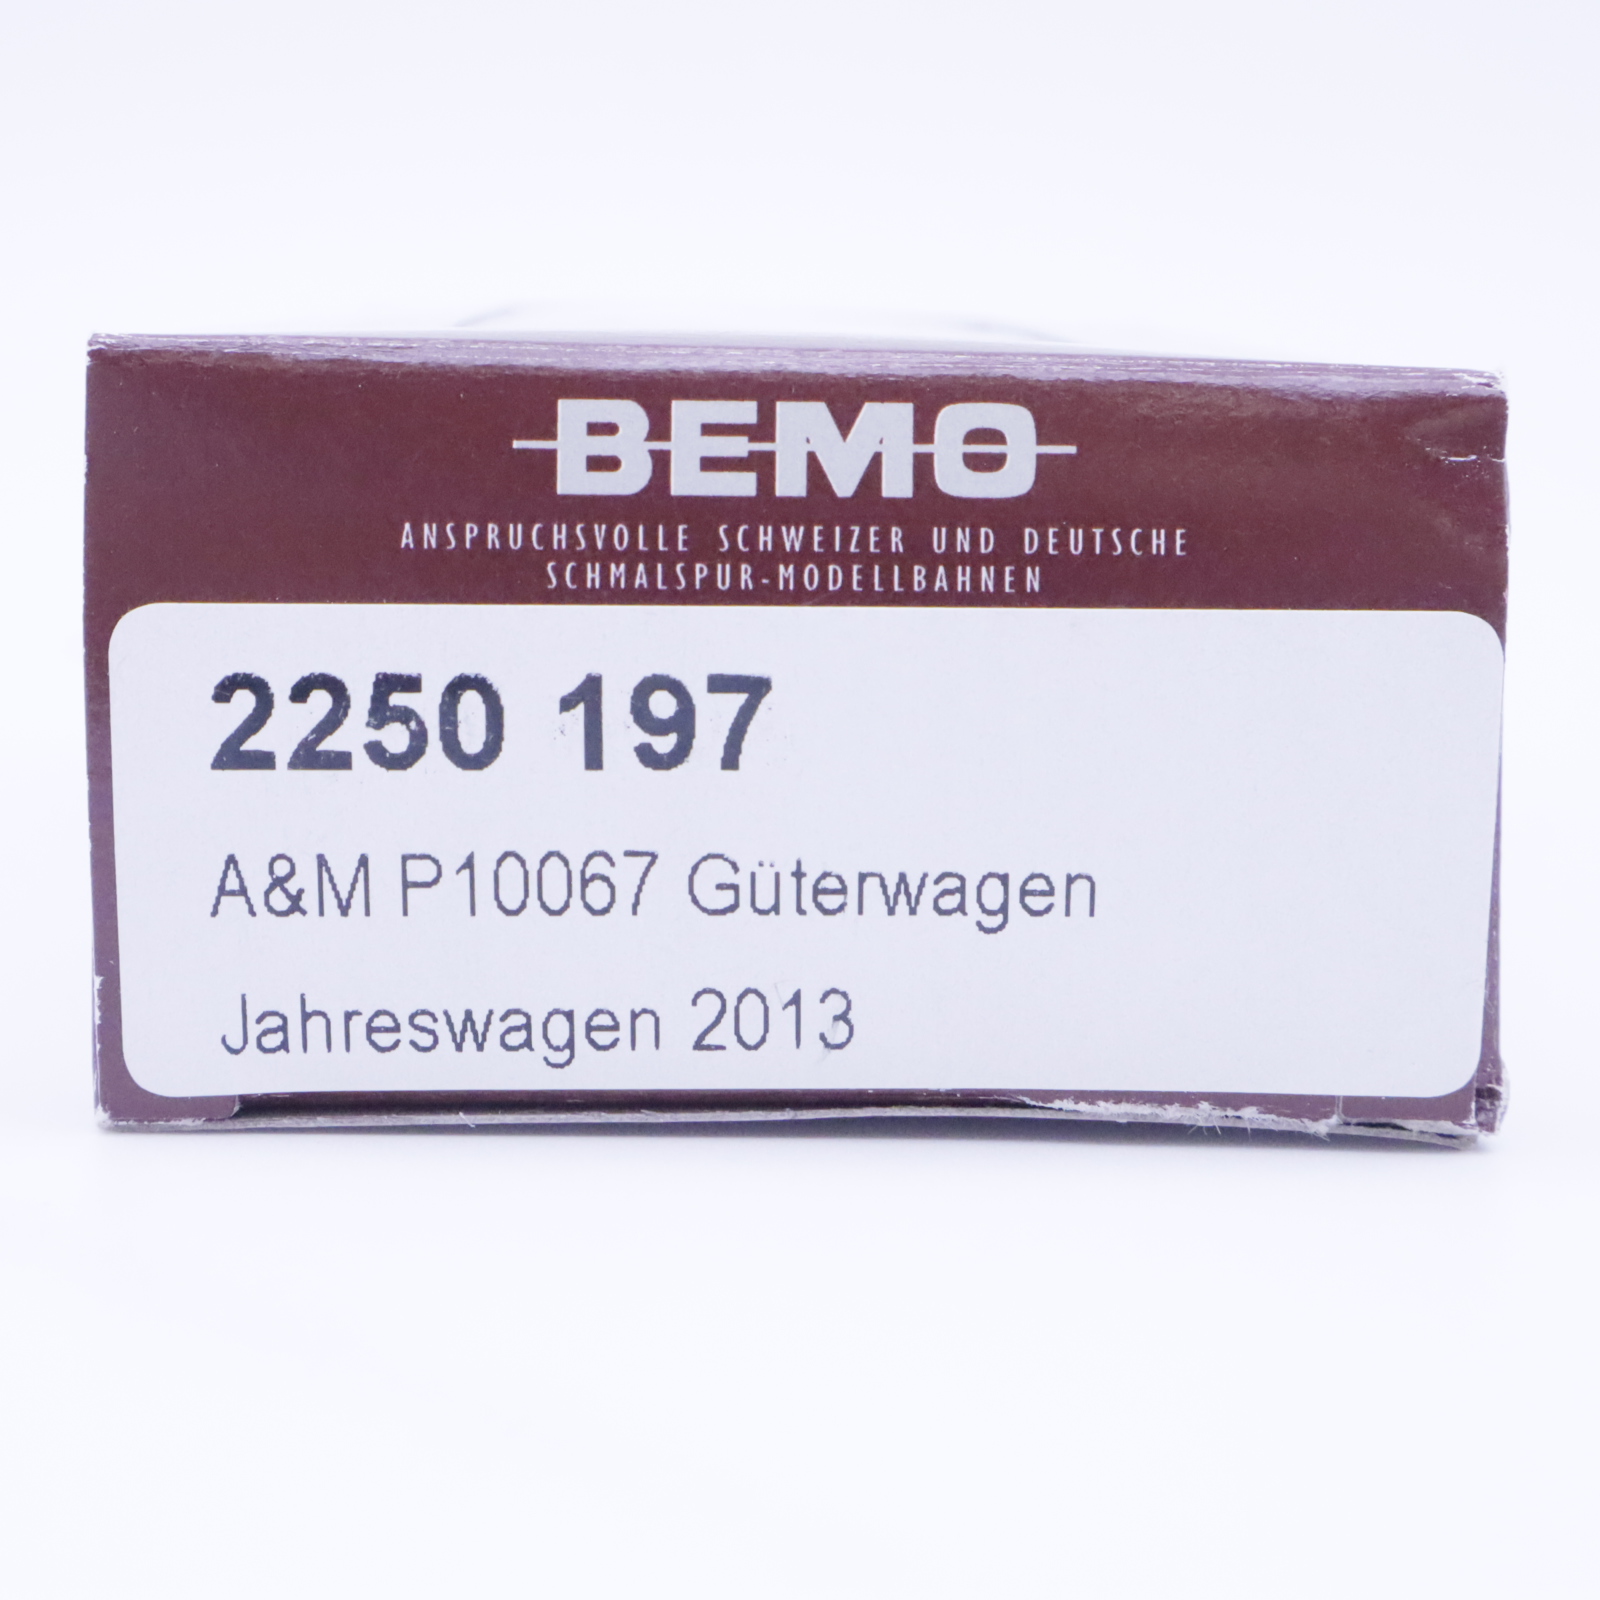 BEMO
ANSPRUCHSVOLLE SCHWEIZER UND DEUTSCHE
SCHMALSPUR-MODELLBAHNEN
2250 197
A&M P10067 Güterwagen
Jahreswagen 2013